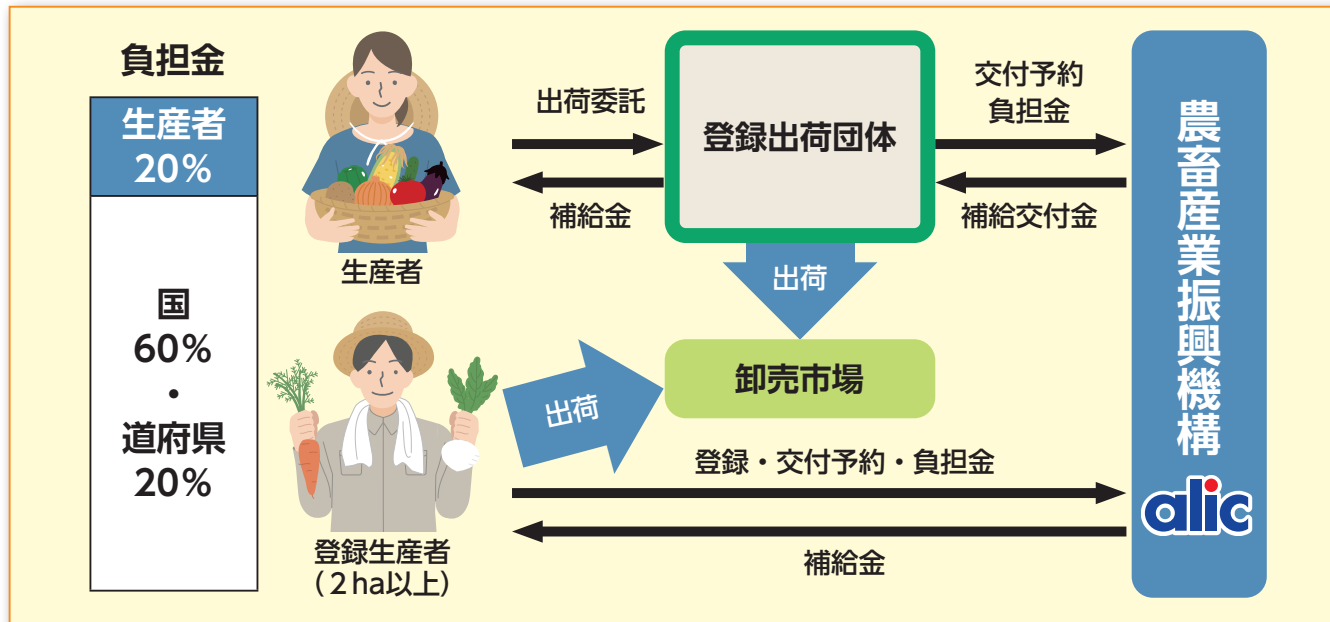 負担金
生産者
20%
国
60%
・
道府県
20%
生産者
登録生産者
(2ha以上)
出荷委託
補給金
登録出荷団体
交付予約
負担金
補給交付金
出荷
卸売市場
出荷
登録・交付予約・負担金
補給金
農畜産業振興機構
alic